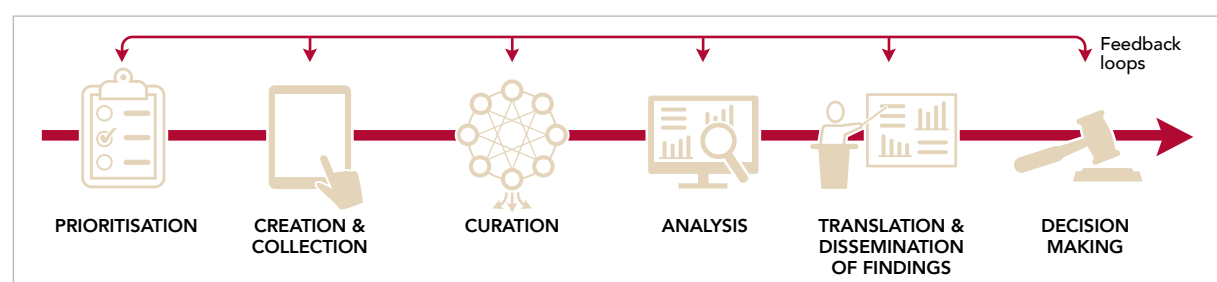 Feedback
loops
PRIORITISATION
CREATION &
COLLECTION
CURATION
ANALYSIS
TRANSLATION &
DISSEMINATION
OF FINDINGS
DECISION
MAKING